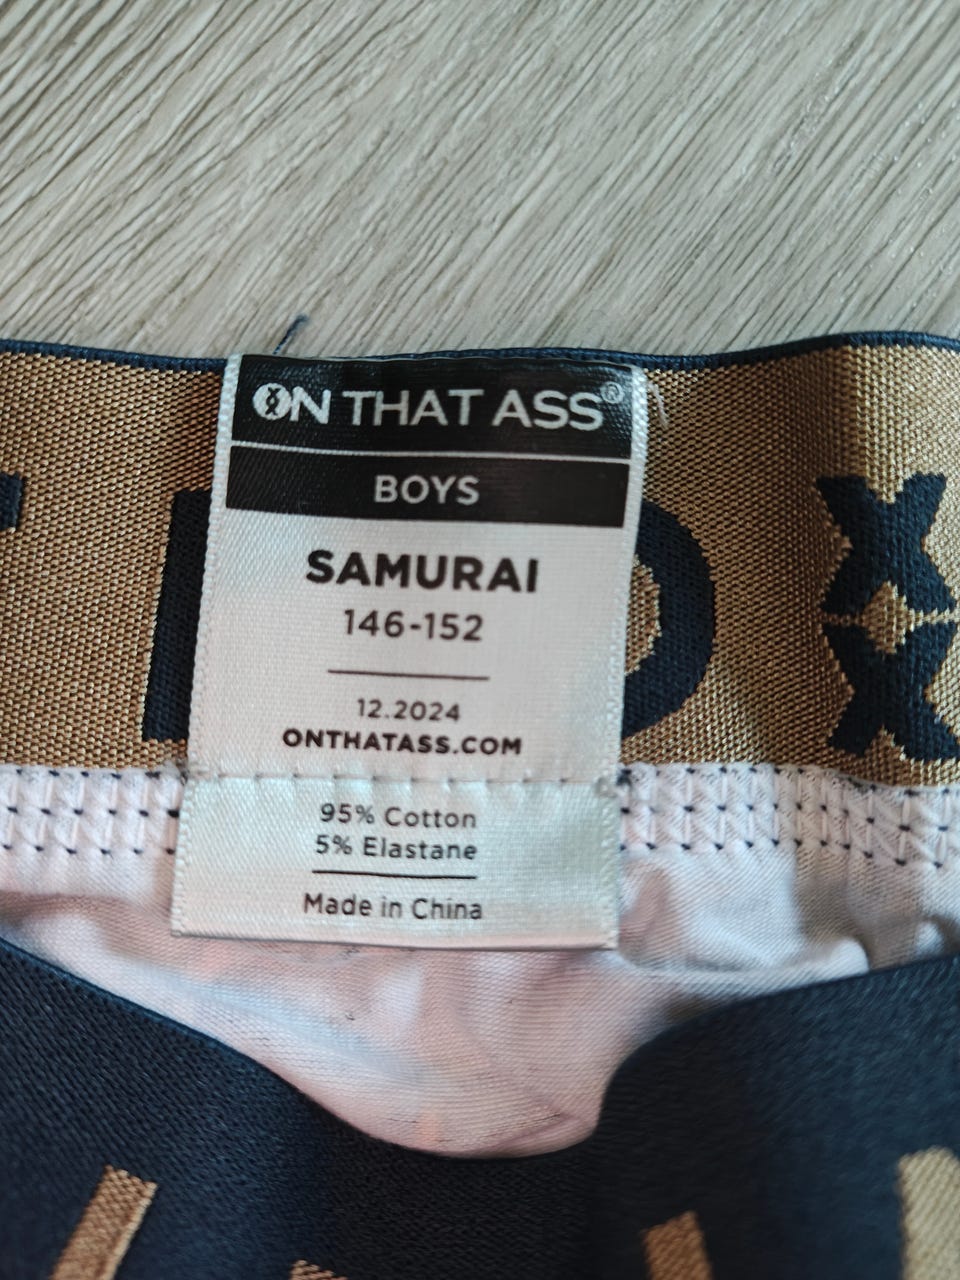 ON THAT ASS®
BOYS
SAMURAI
146-152
12.2024
ONTHATASS.COM
95% Cotton
5% Elastane
Made in China